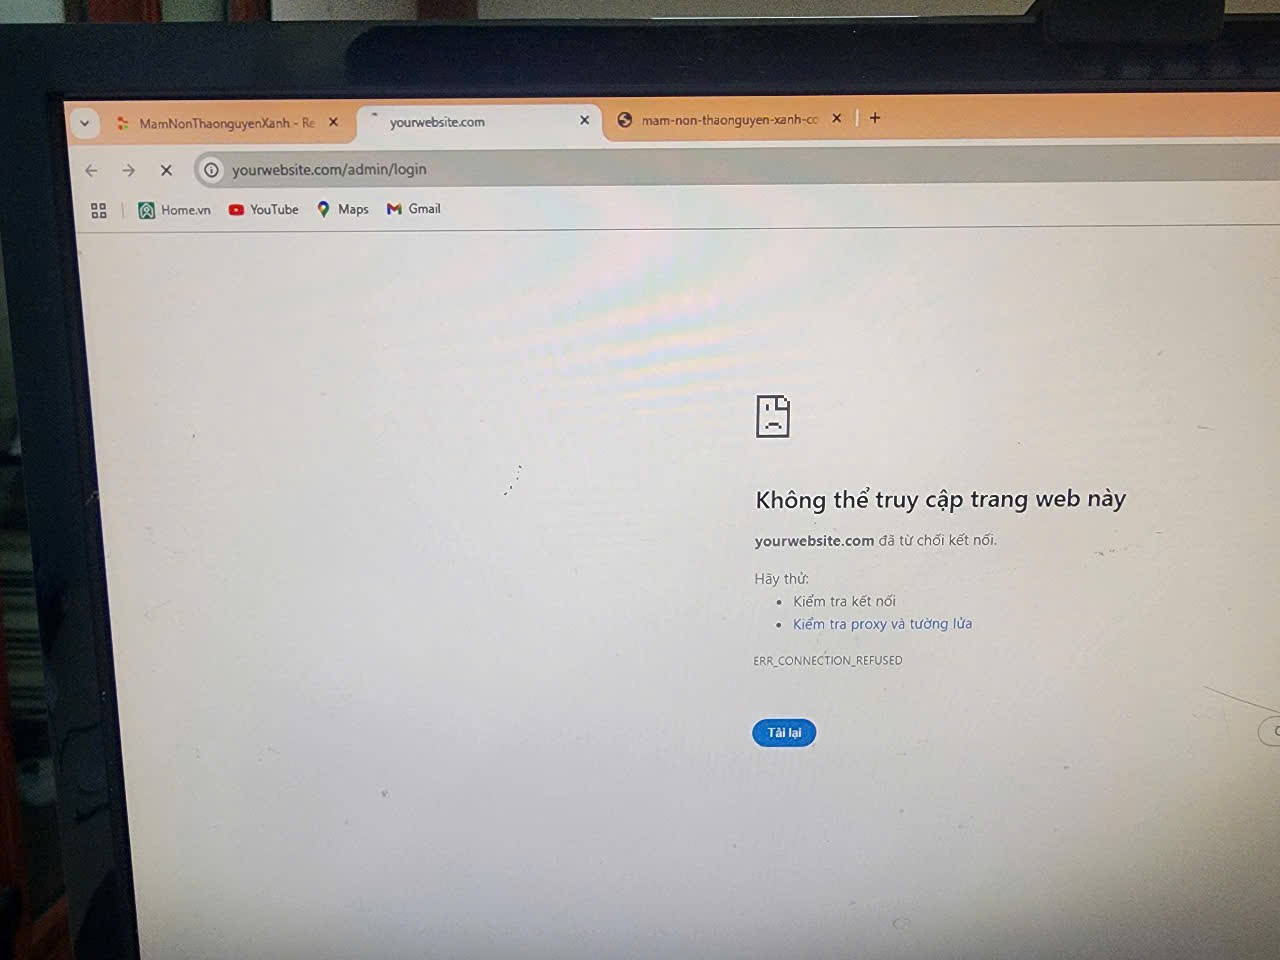 MamNonThaonguyenXanh - Re
yourwebsite.com
mam-non-thaonguyen-xanh-cc
yourwebsite.com/admin/login
Home.vn YouTube Maps Gmail
Không thể truy cập trang web này
yourwebsite.com đã từ chối kết nối.
Hãy thử:
Kiểm tra kết nối
Kiểm tra proxy và tường lửa
ERR_CONNECTION_REFUSED
Tải lại